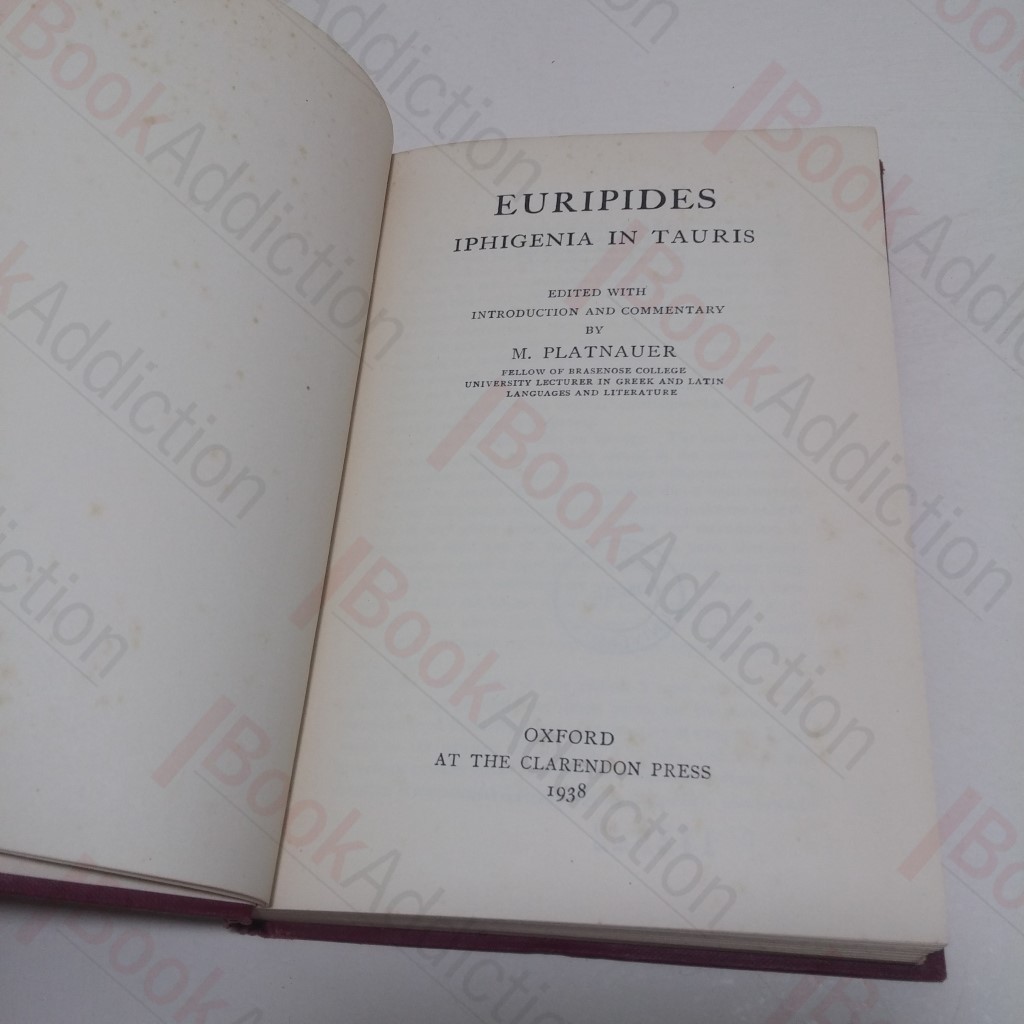 EURIPIDES
IPHIGENIA IN TAURIS
EDITED WITH
INTRODUCTION AND COMMENTARY
BY
M. PLATNAUER
FELLOW OF BRASENOSE COLLEGE
UNIVERSITY LECTURER IN GREEK AND LATIN
LANGUAGES AND LITERATURE
OXFORD
AT THE CLARENDON PRESS
1938
BookAddiction